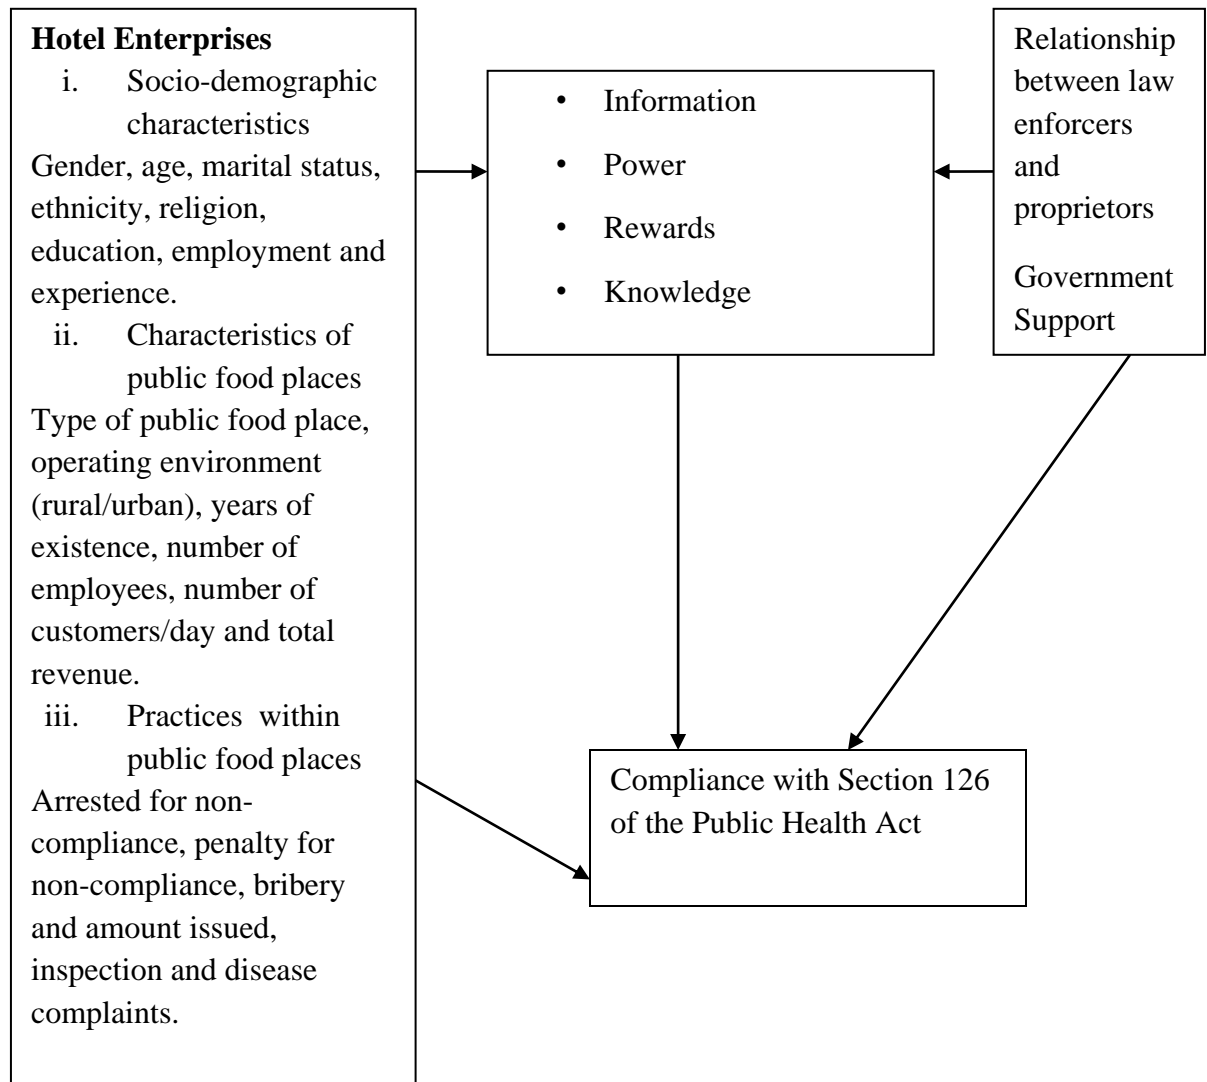 Hotel Enterprises
i. Socio-demographic
characteristics
Gender, age, marital status,
ethnicity, religion,
education, employment and
experience.
ii. Characteristics of
public food places
Type of public food place,
operating environment
(rural/urban), years of
existence, number of
employees, number of
customers/day and total
revenue.
iii. Practices within
public food places
Arrested for non-
compliance, penalty for
non-compliance, bribery
and amount issued,
inspection and disease
complaints.
• Information
• Power
• Rewards
• Knowledge
Relationship
between law
enforcers
and
proprietors
Government
Support
Compliance with Section 126
of the Public Health Act